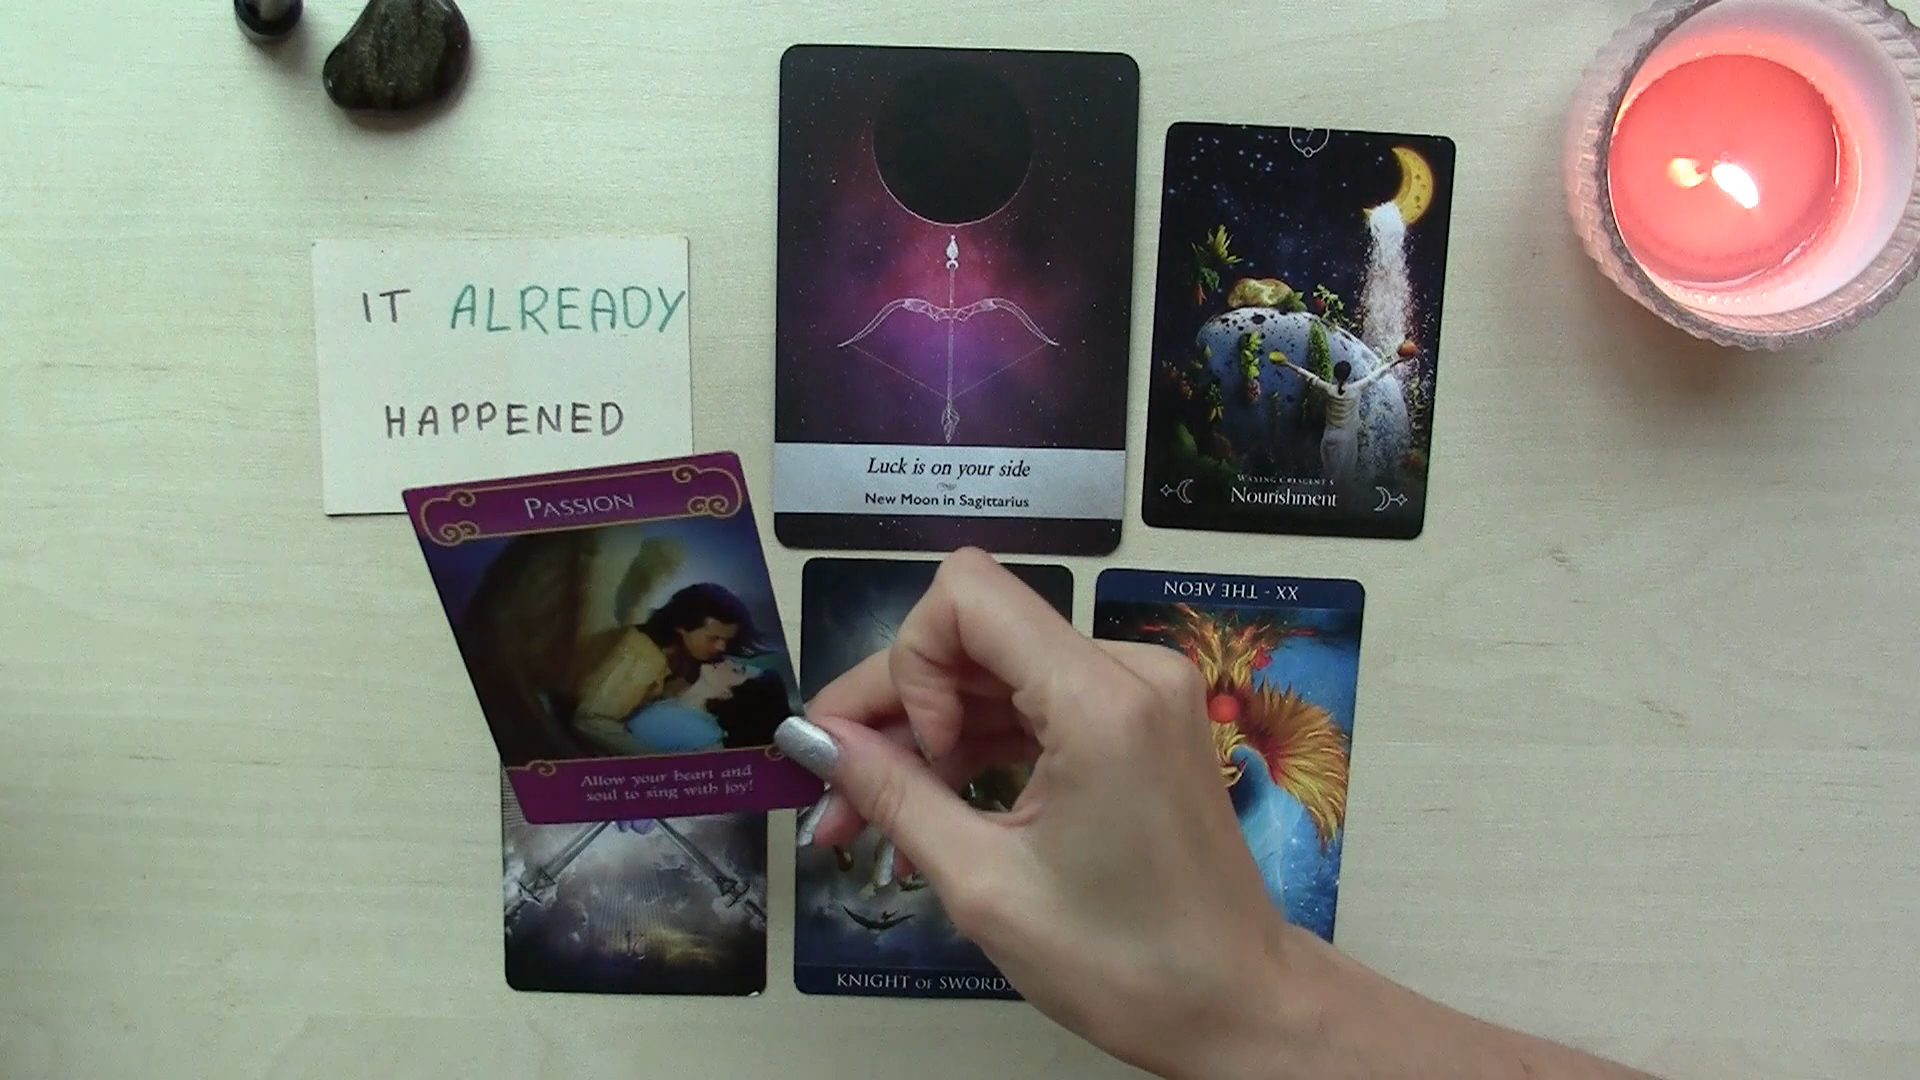 IT ALREADY
HAPPENED
Luck is on your side
New Moon in Sagittarius
WAXING CRESCENT'S
Nourishment
PASSION
Allow your heart and
soul to sing with joy!
XX - THE AEON
KNIGHT OF SWORDS